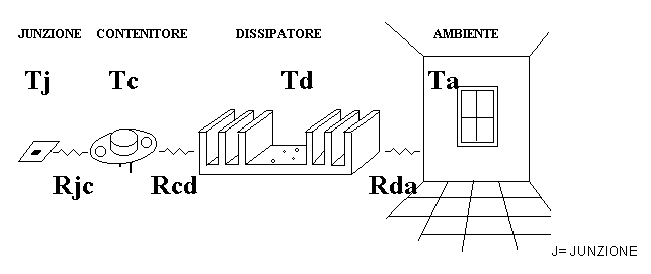 JUNZIONE CONTENITORE DISSIPATORE AMBIENTE
Tj Tc Td Ta
Rjc Rcd Rda
J= JUNZIONE